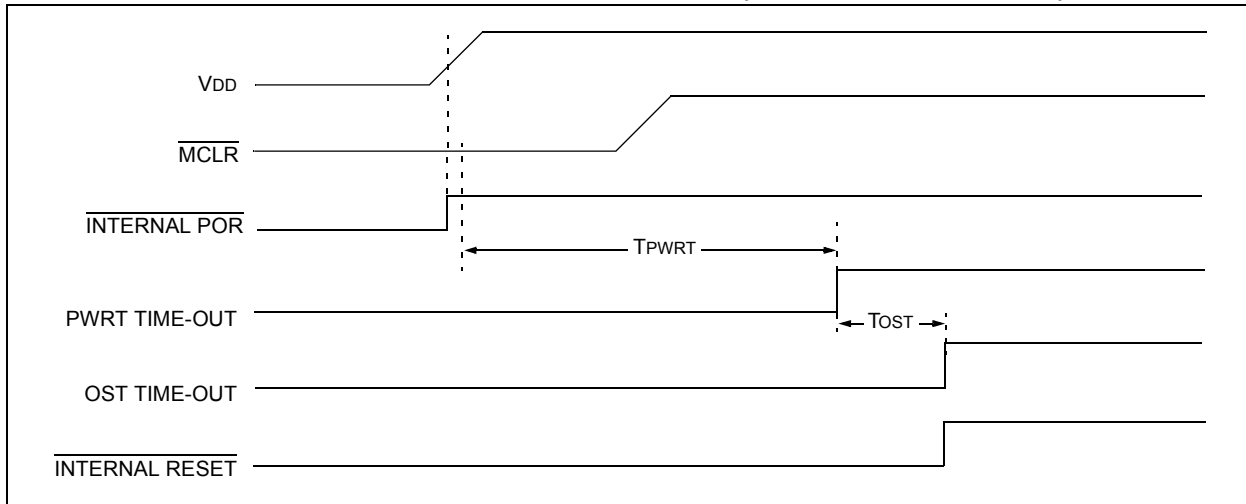 VDD
MCLR
INTERNAL POR
TPWRT
PWRT TIME-OUT
TOST
OST TIME-OUT
INTERNAL RESET